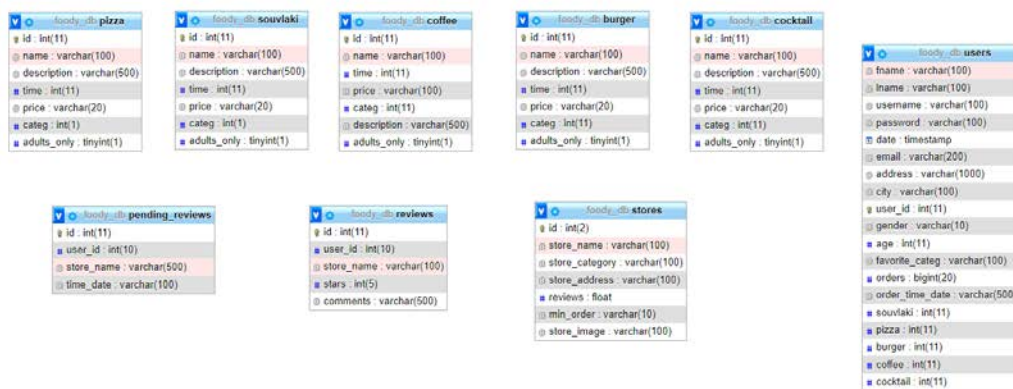 foody_db pizza
id : int(11)
name : varchar(100)
description : varchar(500)
time : int(11)
price : varchar(20)
categ : int(1)
adults_only : tinyint(1)
foody_db souvlaki
id : int(11)
name : varchar(100)
description : varchar(500)
time : int(11)
price : varchar(20)
categ : int(1)
adults_only : tinyint(1)
foody_db coffee
id : int(11)
name : varchar(100)
time : int(11)
price : varchar(100)
categ : int(11)
description : varchar(500)
adults_only : tinyint(1)
foody_db burger
id : int(11)
name : varchar(100)
description : varchar(500)
time : int(11)
price : varchar(20)
categ : int(11)
adults_only : tinyint(1)
foody_db cocktail
id : int(11)
name : varchar(100)
description : varchar(500)
time : int(11)
price : varchar(20)
categ : int(11)
adults_only : tinyint(1)
foody_db users
fname : varchar(100)
lname : varchar(100)
username : varchar(100)
password : varchar(100)
date : timestamp
email : varchar(200)
address : varchar(1000)
city : varchar(100)
user_id : int(11)
gender : varchar(10)
age : int(11)
favorite_categ : varchar(100)
orders : bigint(20)
order_time_date : varchar(500
souvlaki : int(11)
pizza : int(11)
burger : int(11)
coffee : int(11)
cocktail : int(11)
foody_db pending_reviews
id : int(11)
user_id : int(10)
store_name : varchar(500)
time_date : varchar(100)
foody_db reviews
id : int(11)
user_id : int(10)
store_name : varchar(100)
stars : int(5)
comments : varchar(500)
foody_db stores
id : int(2)
store_name : varchar(100)
store_category : varchar(100)
store_address : varchar(100)
reviews : float
min_order : varchar(10)
store_image : varchar(100)